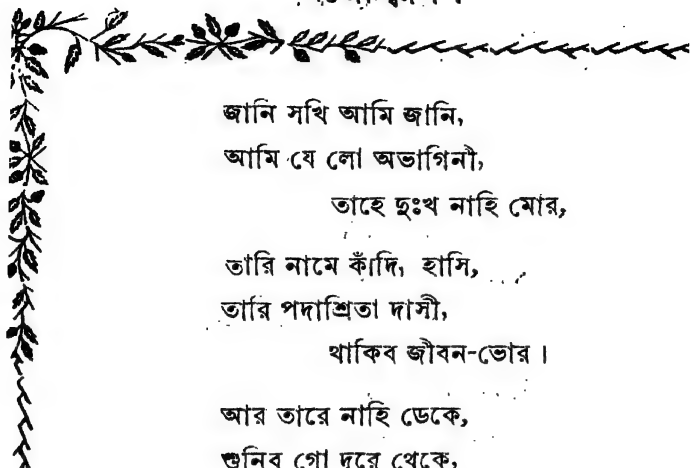 জানি সখি আমি জানি,
আমি যে লো অভাগিনী,
তাহে দুঃখ নাহি মোর,
তারি নামে কাঁদি, হাসি,
তারি পদাশ্রিতা দাসী,
থাকিব জীবন-ভোর।
আর তারে নাহি ডেকে,
শুনিব গো দূরে থেকে,